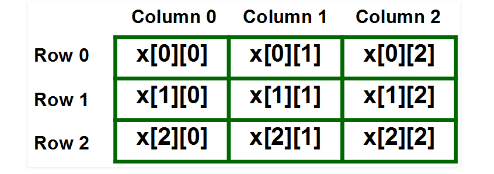 Column 0 Column 1 Column 2
Row 0 x[0][0] x[0][1] x[0][2]
Row 1 x[1][0] x[1][1] x[1][2]
Row 2 x[2][0] x[2][1] x[2][2]